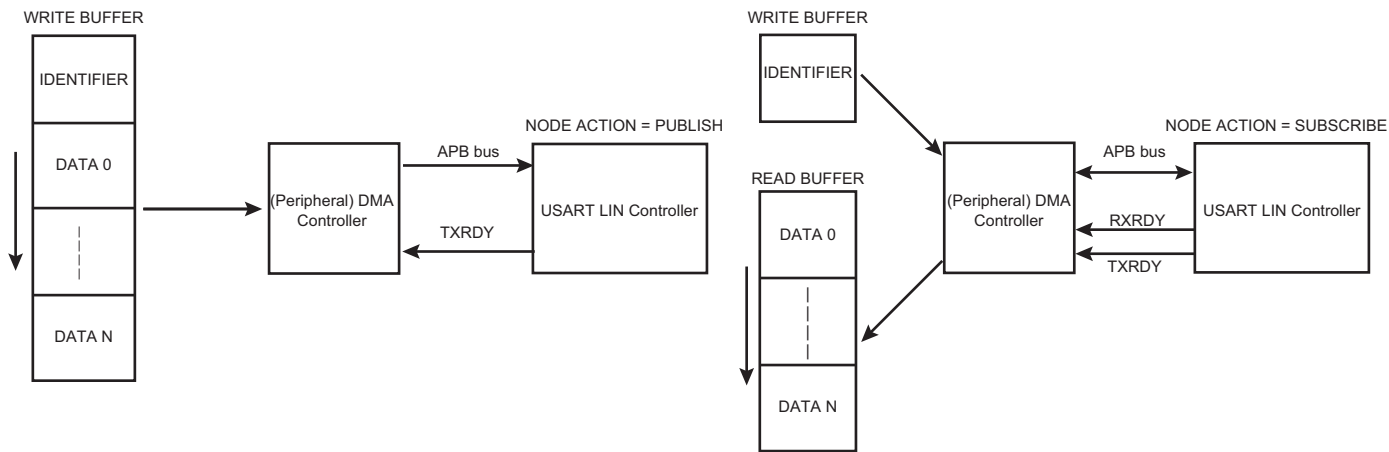 WRITE BUFFER
IDENTIFIER
DATA 0
DATA N
(Peripheral) DMA
Controller
APB bus
TXRDY
NODE ACTION = PUBLISH
USART LIN Controller
WRITE BUFFER
IDENTIFIER
READ BUFFER
DATA 0
DATA N
(Peripheral) DMA
Controller
NODE ACTION = SUBSCRIBE
APB bus
RXRDY
TXRDY
USART LIN Controller